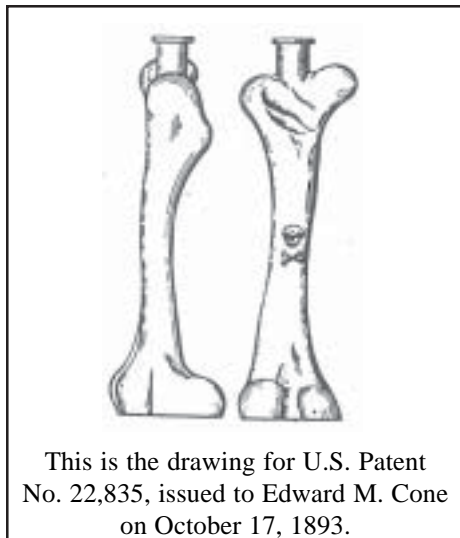 This is the drawing for U.S. Patent
No. 22,835, issued to Edward M. Cone
on October 17, 1893.